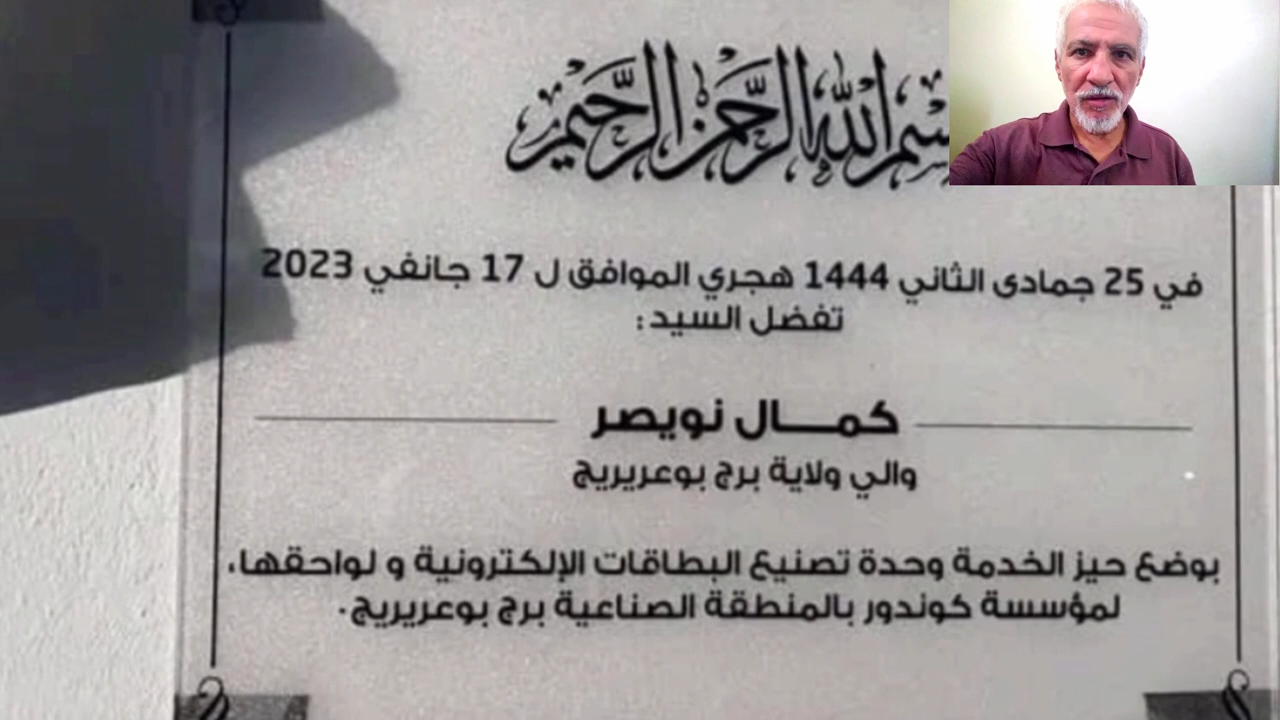 بسم الله الرحمن الرحيم
في 25 جمادى الثاني 1444 هجري الموافق ل 17 جانفي 2023
تفضل السيد :
كمـــال نويصر
والي ولاية برج بوعريريج
بوضع حيز الخدمة وحدة تصنيع البطاقات الإلكترونية و لواحقها،
لمؤسسة كوندور بالمنطقة الصناعية برج بوعريريج.